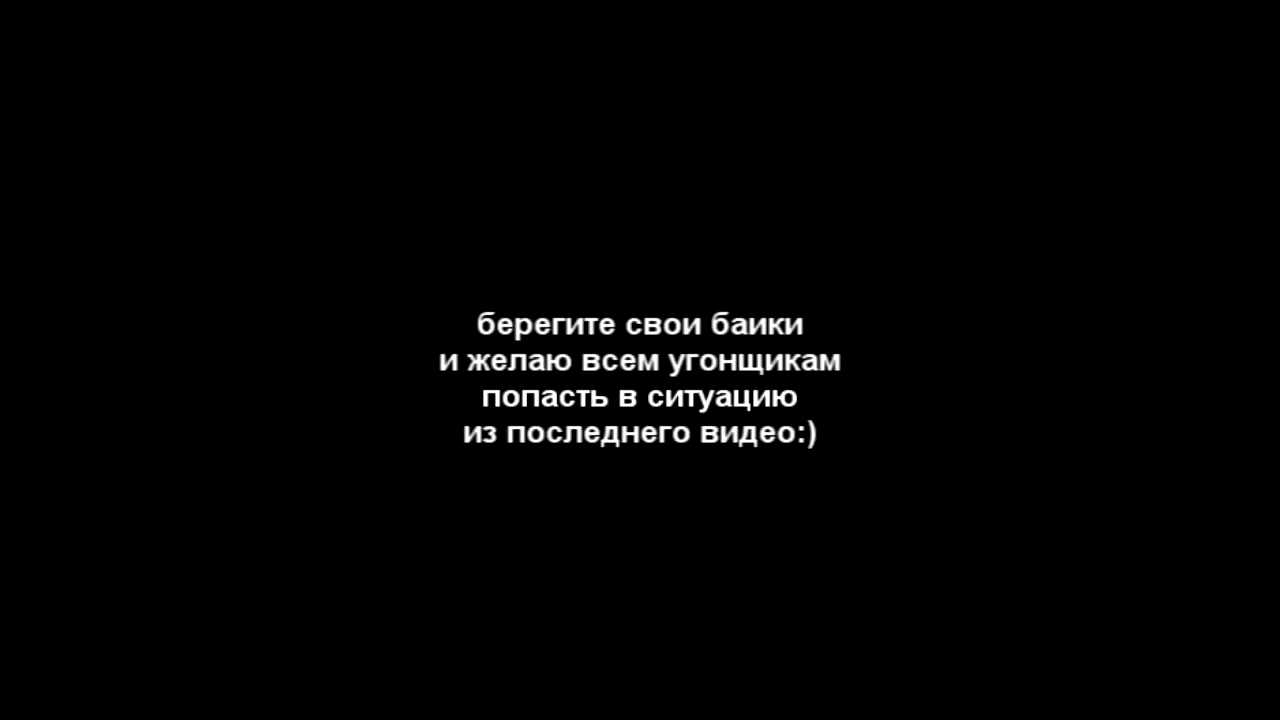 берегите свои баики
и желаю всем угонщикам
попасть в ситуацию
из последнего видео:)